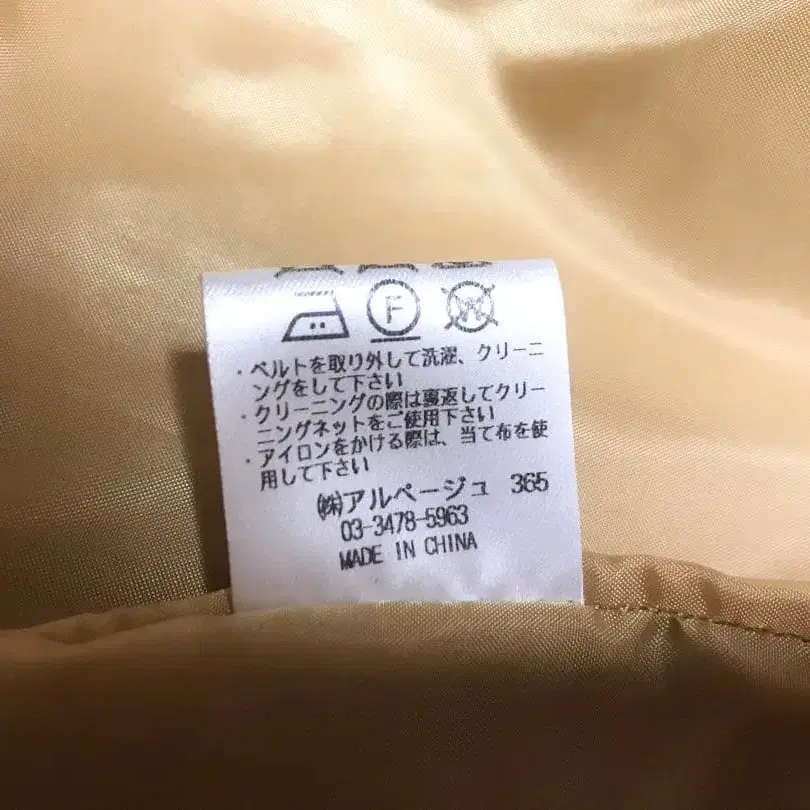 F W
・ベルトを取り外して洗濯、クリーニ
ングをして下さい
・クリーニングの際は裏返してクリー
ニングネットをご使用下さい
・アイロンをかける際は、当て布を使
用して下さい
㈱アルページュ 365
03-3478-5963
MADE IN CHINA